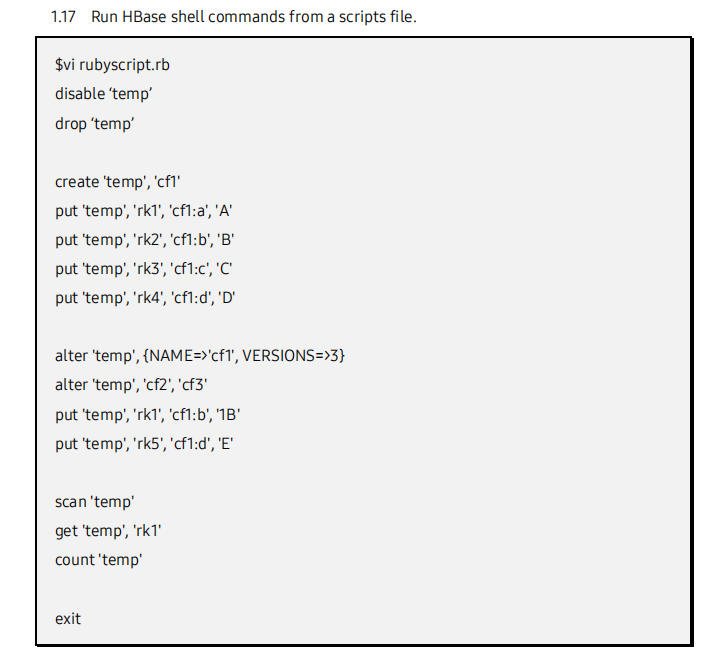 1.17 Run HBase shell commands from a scripts file.
$vi rubyscript.rb
disable ‘temp’
drop ‘temp’
create 'temp', 'cf1'
put 'temp', 'rk1', 'cf1:a', 'A'
put 'temp', 'rk2', 'cf1:b', 'B'
put 'temp', 'rk3', 'cf1:c', 'C'
put 'temp', 'rk4', 'cf1:d', 'D'
alter 'temp', {NAME=>'cf1', VERSIONS=>3}
alter 'temp', 'cf2', 'cf3'
put 'temp', 'rk1', 'cf1:b', '1B'
put 'temp', 'rk5', 'cf1:d', 'E'
scan 'temp'
get 'temp', 'rk1'
count 'temp'
exit